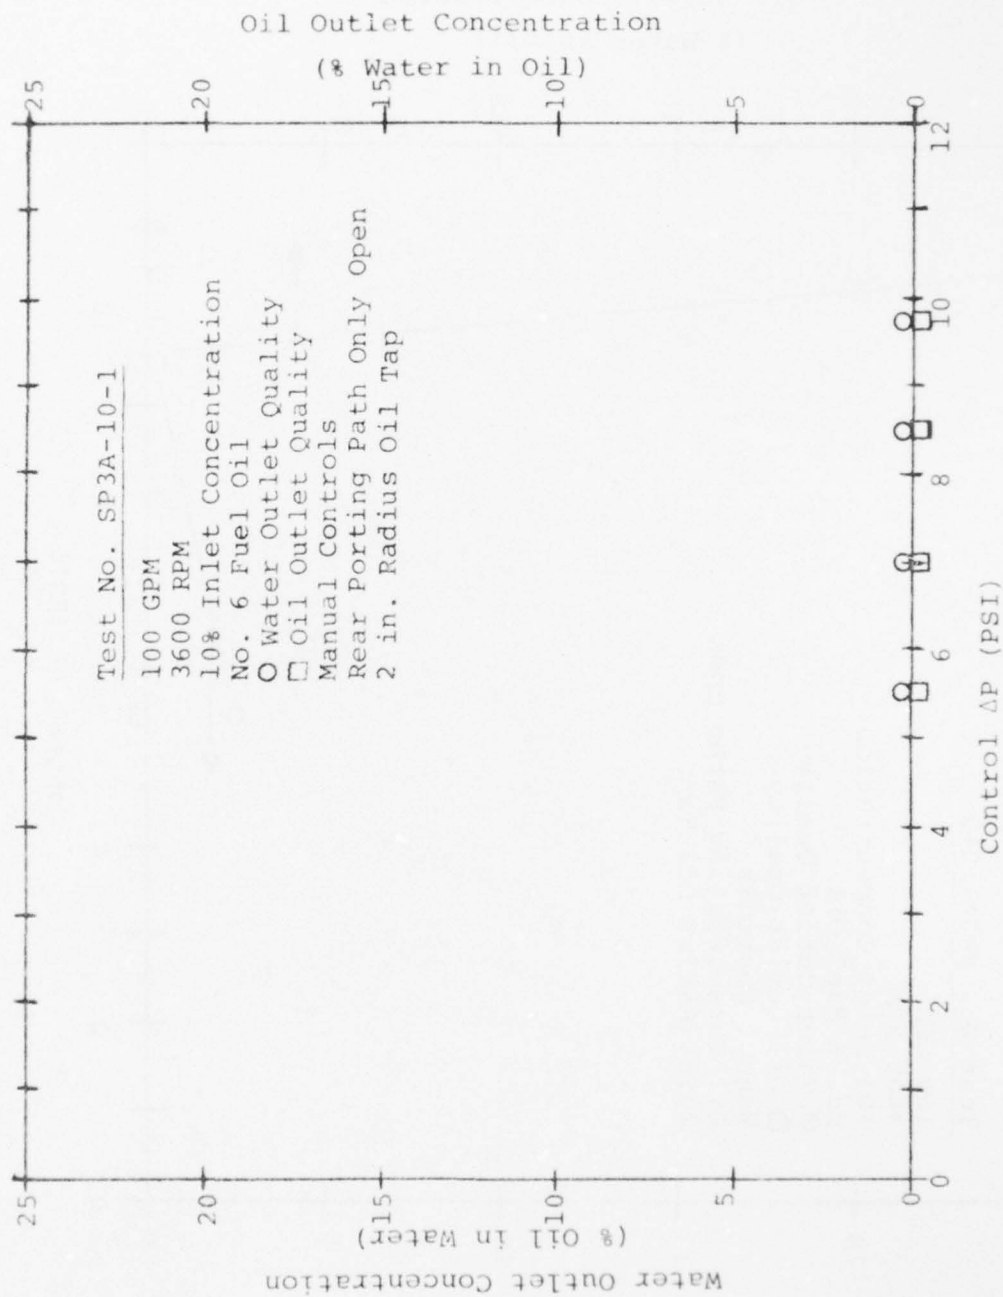 Test No. SP3A-10-1
100 GPM
3600 RPM
10% Inlet Concentration
No. 6 Fuel Oil
O Water Outlet Quality
□ Oil Outlet Quality
Manual Controls
Rear Porting Path Only Open
2 in. Radius Oil Tap
Water Outlet Concentration
(% Oil in Water)
25
20
15
10
5
0
Oil Outlet Concentration
(% Water in Oil)
25
20
15
10
5
0
0
2
4
6
8
10
12
Control ΔP (PSI)